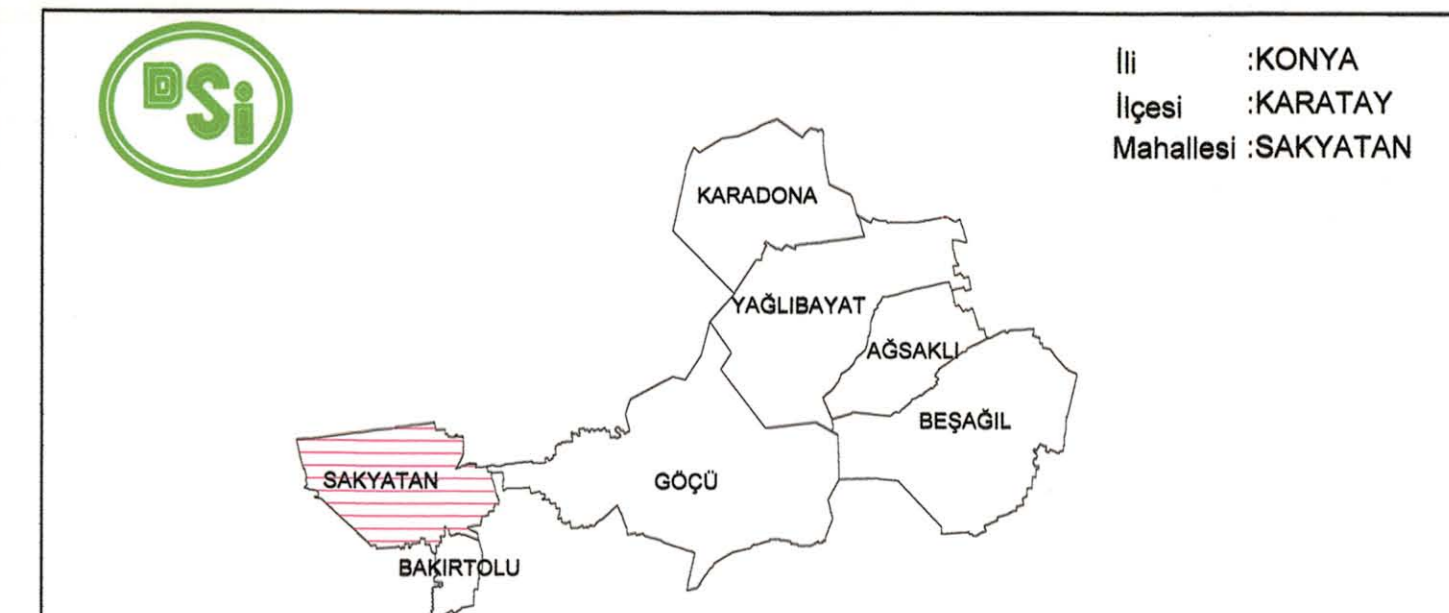 DSi
İli :KONYA
İlçesi :KARATAY
Mahallesi :SAKYATAN
KARADONA
YAĞLIBAYAT
AĞSAKLI
BEŞAĞIL
SAKYATAN
GÖÇÜ
BAKIRTOLU